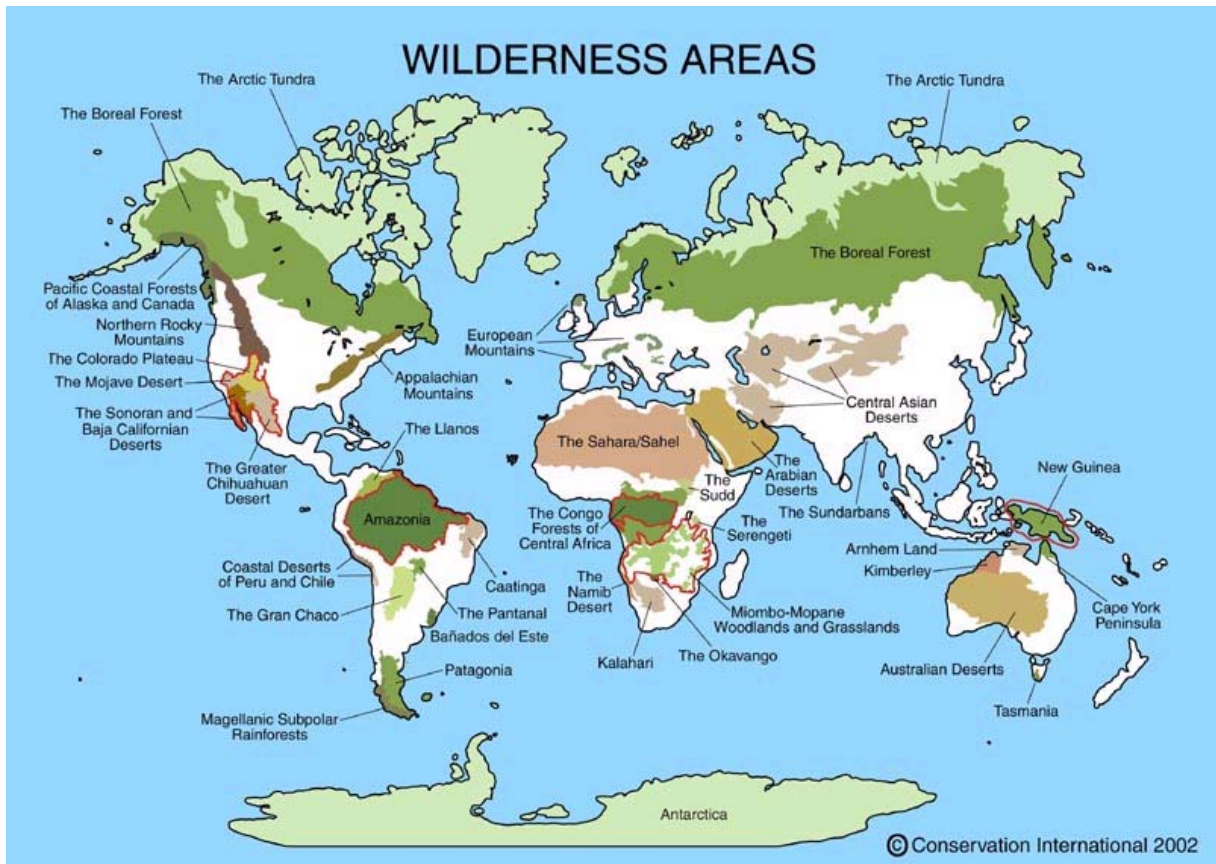 WILDERNESS AREAS
The Arctic Tundra
The Arctic Tundra
The Boreal Forest
The Boreal Forest
Pacific Coastal Forests
of Alaska and Canada
Northern Rocky
Mountains
The Colorado Plateau
The Mojave Desert
The Sonoran and
Baja Californian
Deserts
The Greater
Chihuahuan
Desert
Appalachian
Mountains
The Llanos
European
Mountains
Central Asian
Deserts
The Sahara/Sahel
The
Arabian
Deserts
The
Sudd
The Sundarbans
New Guinea
Amazonia
The Congo
Forests of
Central Africa
The
Serengeti
Arnhem Land
Kimberley
Coastal Deserts
of Peru and Chile
Caatinga
The Gran Chaco
The Pantanal
Bañados del Este
The
Namib
Desert
Miombo-Mopane
Woodlands and Grasslands
Cape York
Peninsula
Kalahari
The Okavango
Australian Deserts
Patagonia
Tasmania
Magellanic Subpolar
Rainforests
Antarctica
© Conservation International 2002